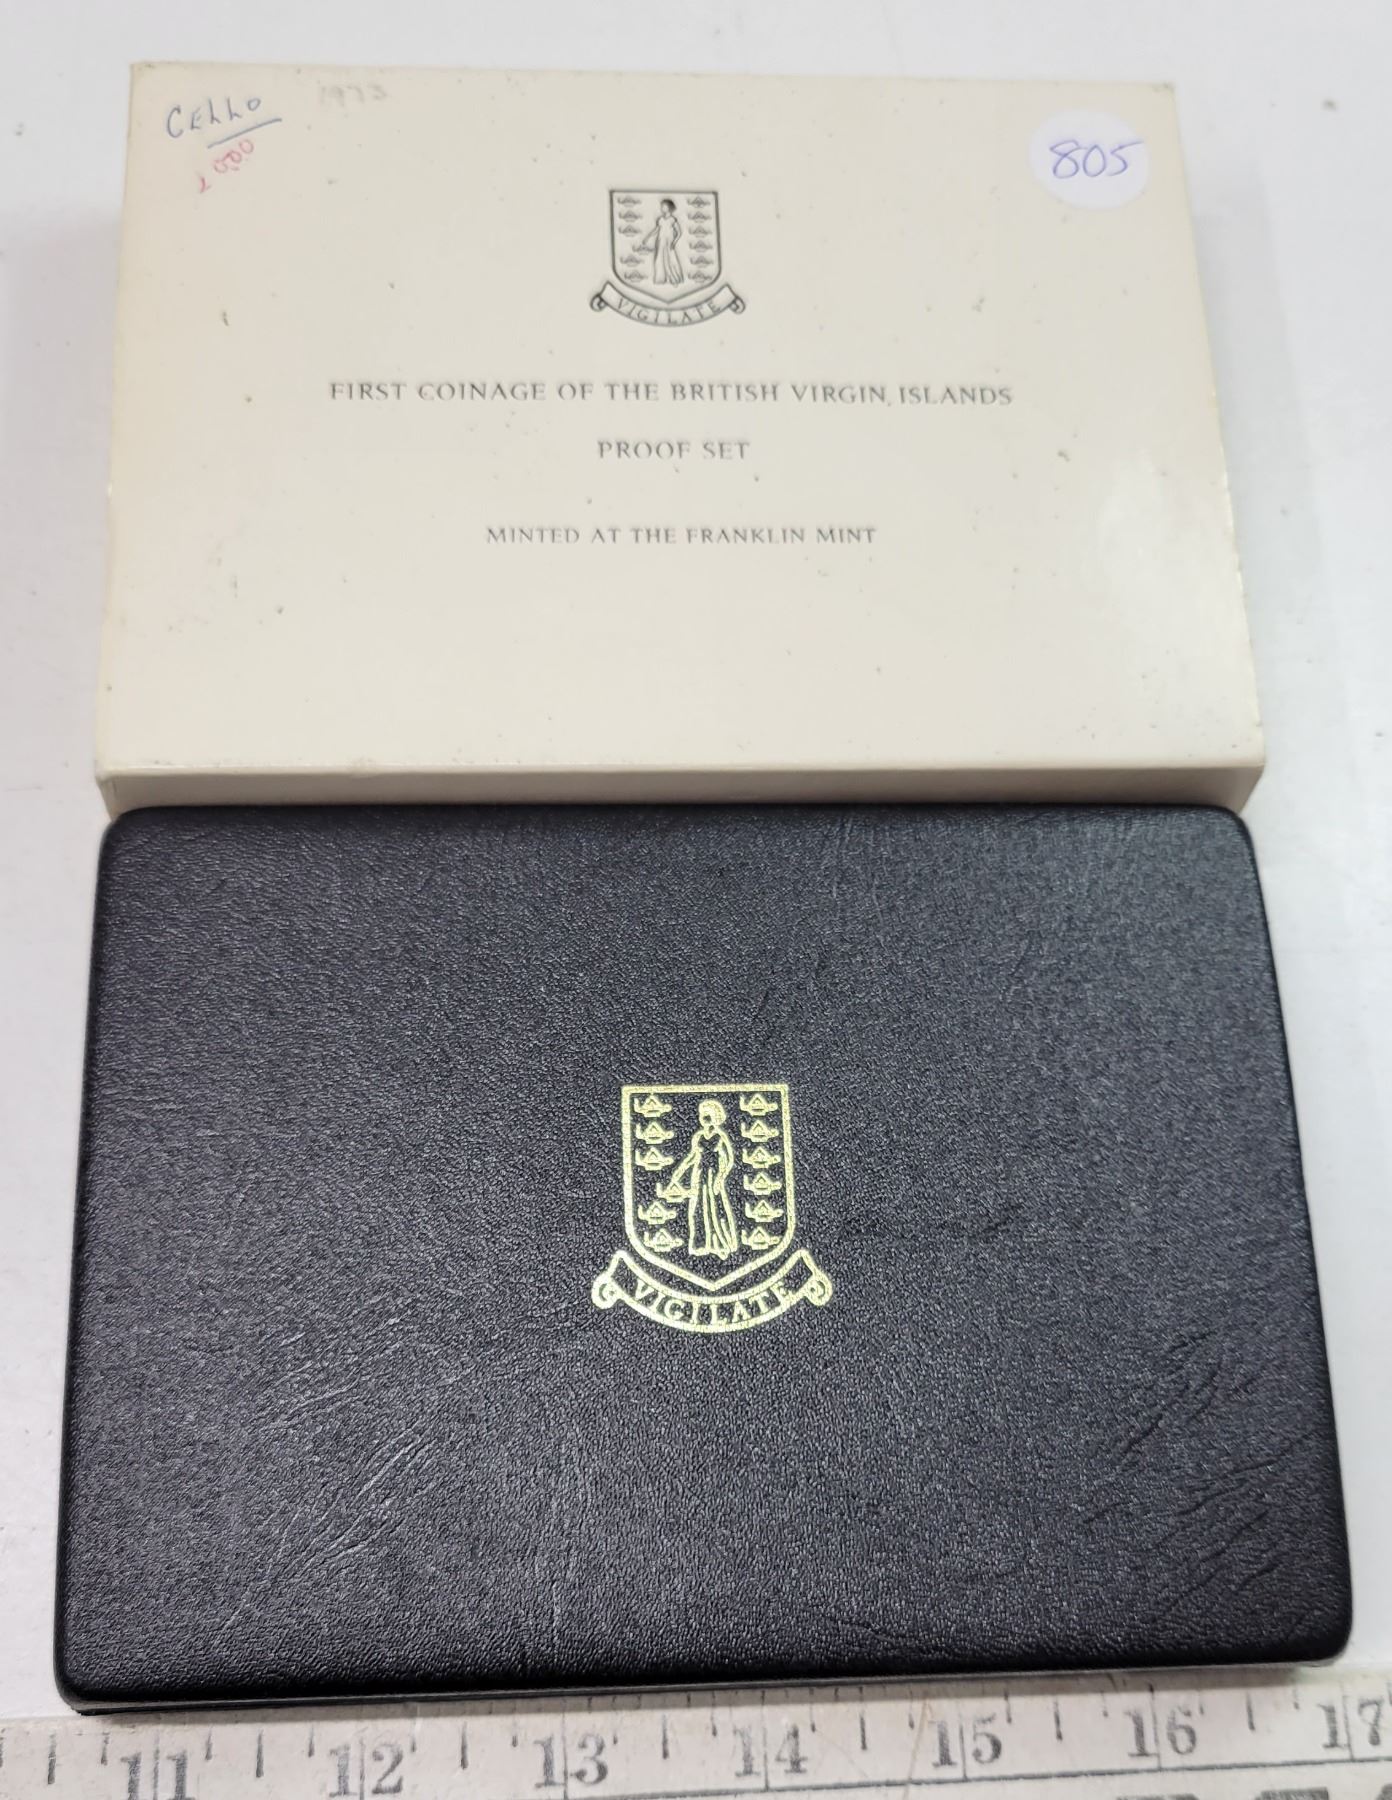 CELLO
1973
805
VIGILATE
FIRST COINAGE OF THE BRITISH VIRGIN ISLANDS
PROOF SET
MINTED AT THE FRANKLIN MINT
VIGILATE
11 12 13 14 15 16 17